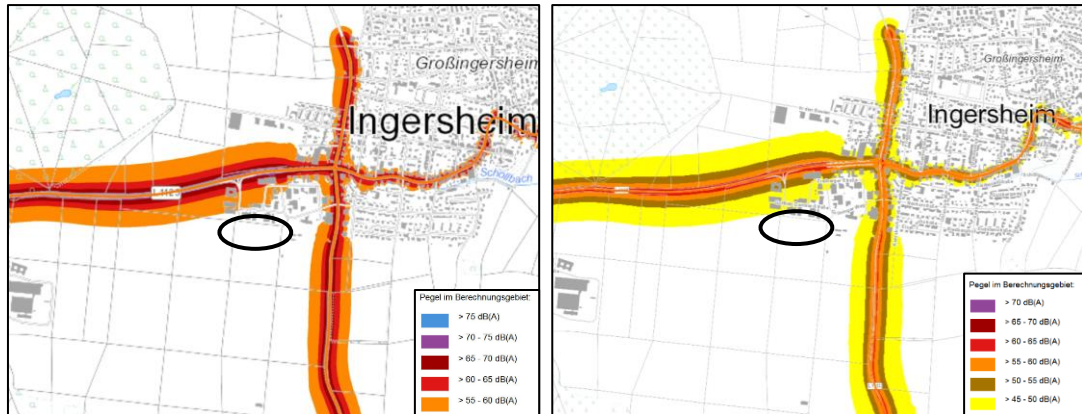 Großingersheim
Ingersheim
Schölbach
Pegel im Berechnungsgebiet:
> 75 dB(A)
> 70 - 75 dB(A)
> 65 - 70 dB(A)
> 60 - 65 dB(A)
> 55 - 60 dB(A)
Großingersheim
Ingersheim
Pegel im Berechnungsgebiet:
> 70 dB(A)
> 65 - 70 dB(A)
> 60 - 65 dB(A)
> 55 - 60 dB(A)
> 50 - 55 dB(A)
> 45 - 50 dB(A)